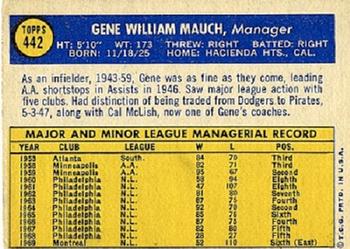 TOPPS
442
GENE WILLIAM MAUCH, Manager
HT: 5'10" WT: 173 THREW: RIGHT BATTED: RIGHT
BORN: 11/18/25 HOME: HACIENDA HTS., CAL.
As an infielder, 1943-59, Gene was as fine as they come, leading
A.A. shortstops in Assists in 1946. Saw major league action with
five clubs. Had distinction of being traded from Dodgers to Pirates,
5-3-47, along with Cal McLish, now one of Gene's coaches.
MAJOR AND MINOR LEAGUE MANAGERIAL RECORD
YEAR CLUB LEAGUE W L POS.
1953 Atlanta South. 84 70 Third
1958 Minneapolis A.A. 82 71 Third
1959 Minneapolis A.A. 95 67 Second
1960 Philadelphia N.L. 58 94 Eighth
1961 Philadelphia N.L. 47 107 Eighth
1962 Philadelphia N.L. 81 80 Seventh
1963 Philadelphia N.L. 87 75 Fourth
1964 Philadelphia N.L. 92 70 Second
1965 Philadelphia N.L. 85 76 Sixth
1966 Philadelphia N.L. 87 75 Fourth
1967 Philadelphia N.L. 82 80 Fifth
1968 Philadelphia N.L.
Montreal N.L. 52 110 Sixth (East)
© T.C.G. PRTD. IN U.S.A.